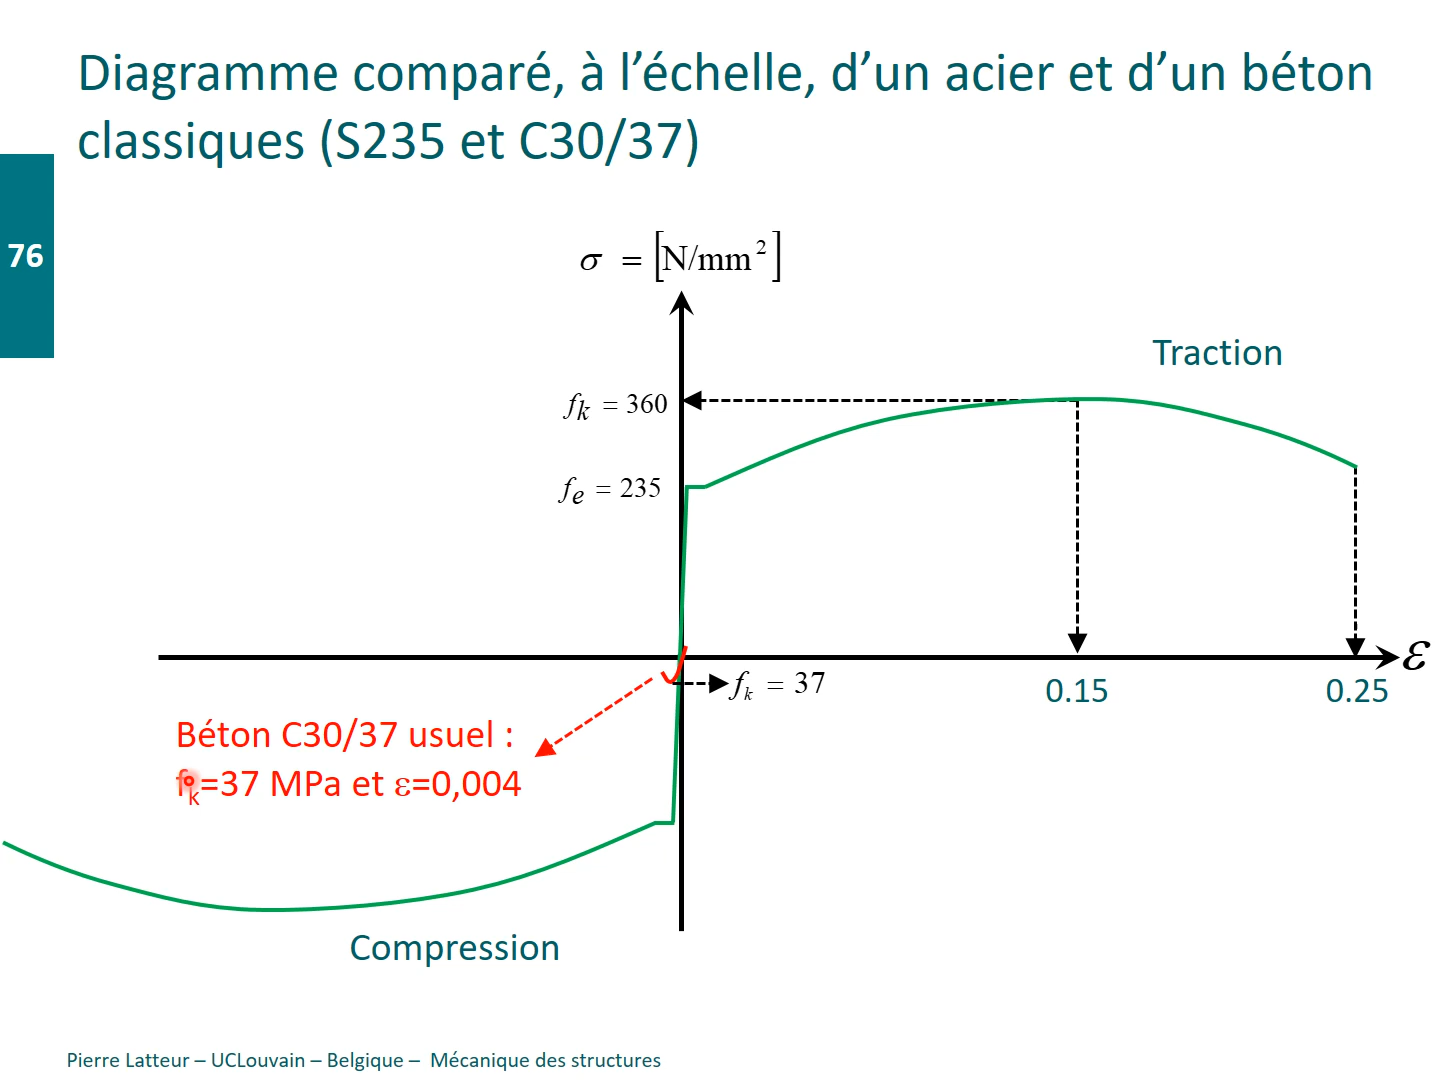 Diagramme comparé, à l’échelle, d’un acier et d’un béton
classiques (S235 et C30/37)
76
σ = [N/mm²]
Traction
fk = 360
fe = 235
ε
fk = 37
0.15
0.25
Béton C30/37 usuel :
fk=37 MPa et ε=0,004
Compression
Pierre Latteur – UCLouvain – Belgique – Mécanique des structures